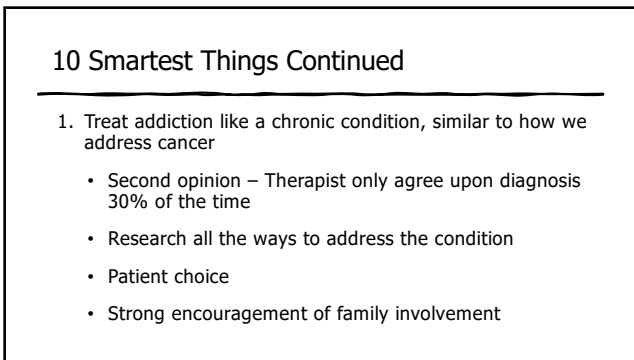 10 Smartest Things Continued
1. Treat addiction like a chronic condition, similar to how we
address cancer
• Second opinion – Therapist only agree upon diagnosis
30% of the time
• Research all the ways to address the condition
• Patient choice
• Strong encouragement of family involvement